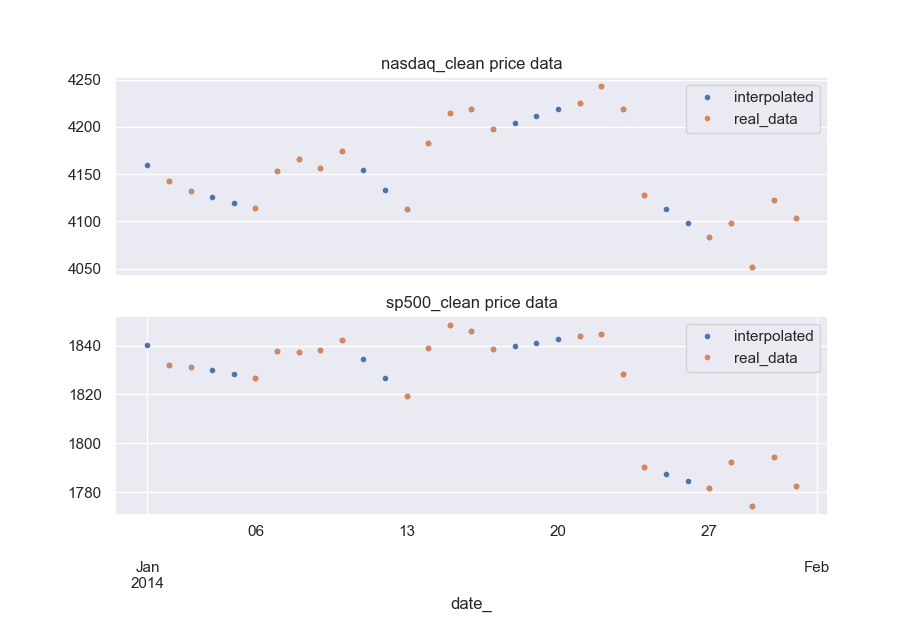 nasdaq_clean price data
4250
4200
4150
4100
4050
interpolated
real_data
sp500_clean price data
1840
1820
1800
1780
interpolated
real_data
06 13 20 27
Jan Feb
2014
date_